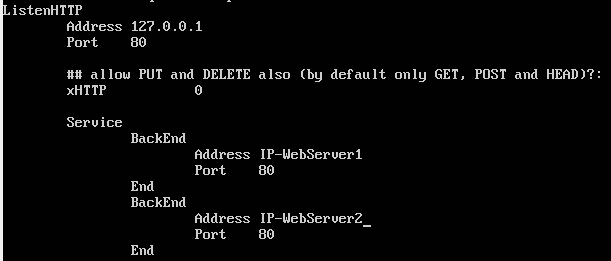 ListenHTTP
Address 127.0.0.1
Port 80
## allow PUT and DELETE also (by default only GET, POST and HEAD)?:
xHTTP 0
Service
BackEnd
Address IP-WebServer1
Port 80
End
BackEnd
Address IP-WebServer2_
Port 80
End